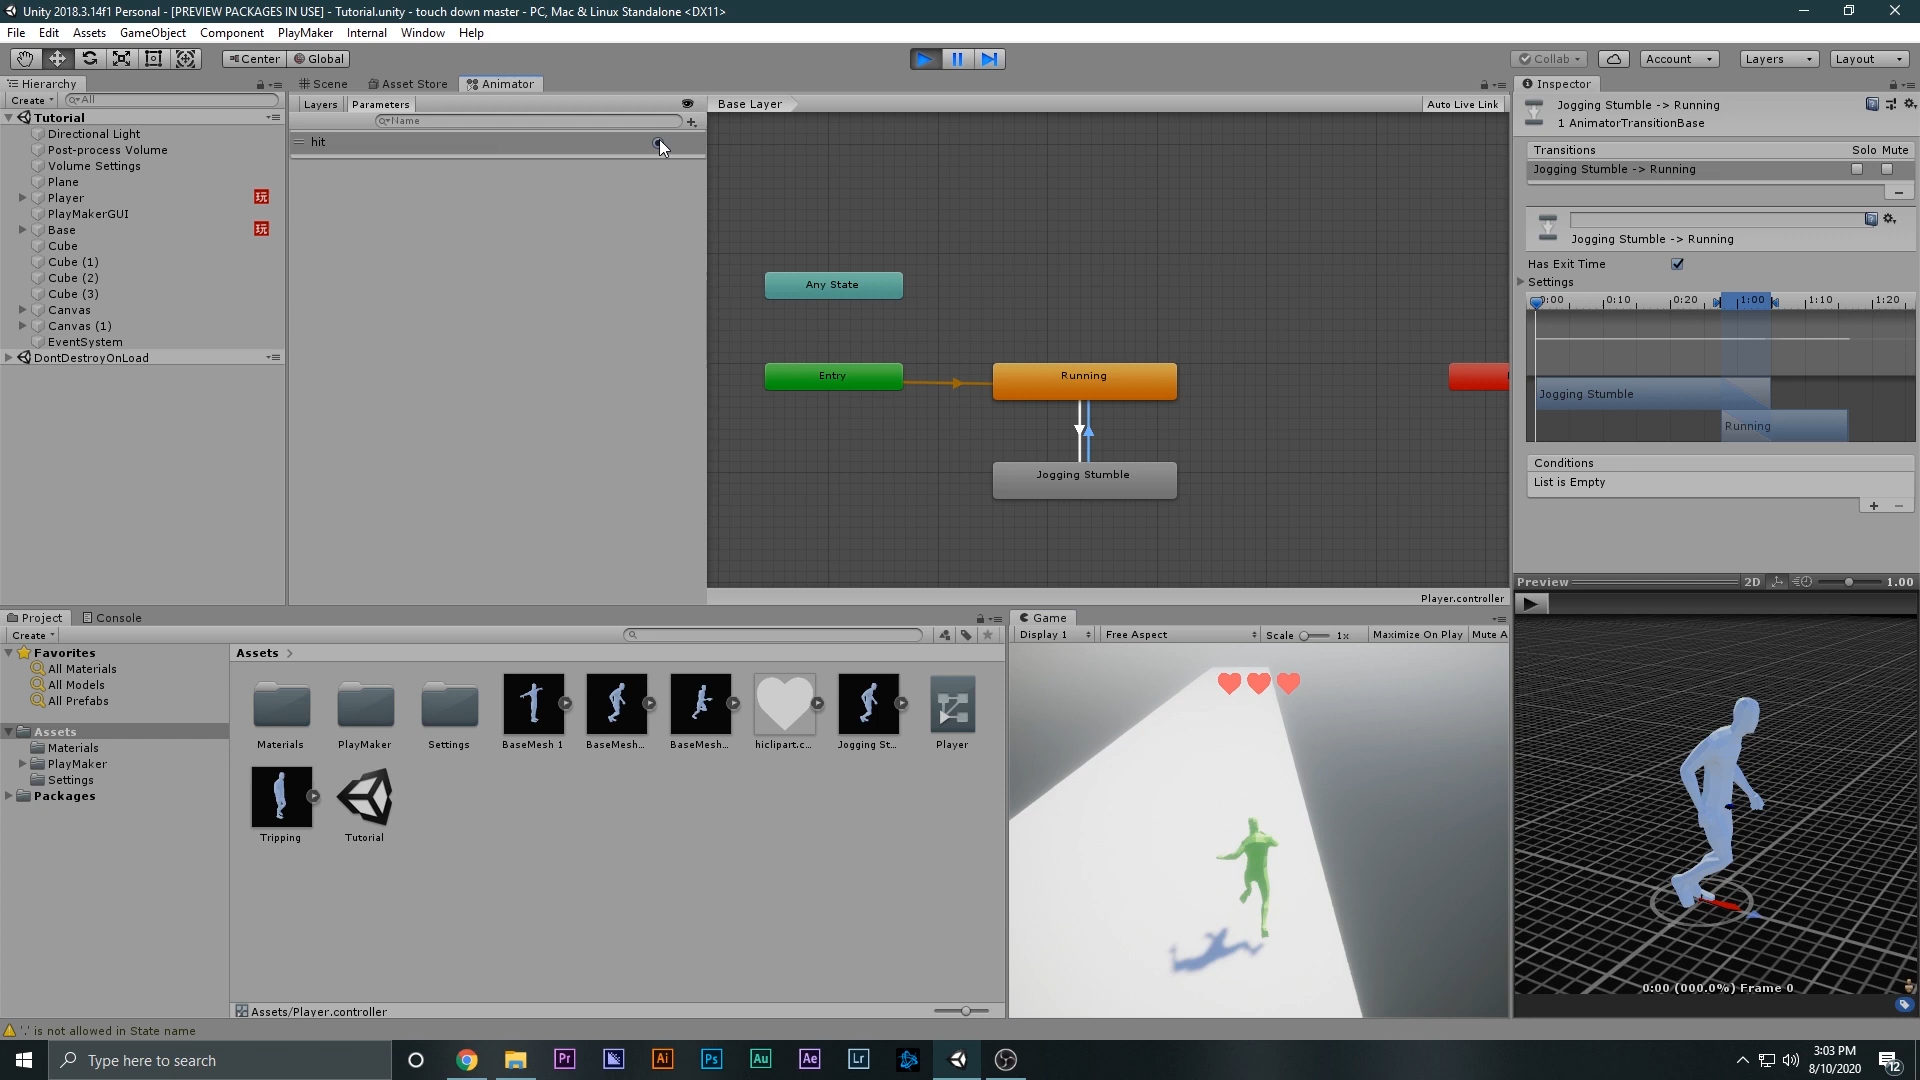 Unity 2018.3.14f1 Personal - [PREVIEW PACKAGES IN USE] - Tutorial.unity - touch down master - PC, Mac & Linux Standalone <DX11>
File Edit Assets GameObject Component PlayMaker Internal Window Help
Center Global Collab Account Layers Layout
Hierarchy
Create All
Tutorial
Directional Light
Post-process Volume
Volume Settings
Plane
Player 玩
PlayMakerGUI
Base 玩
Cube
Cube (1)
Cube (2)
Cube (3)
Canvas
Canvas (1)
EventSystem
DontDestroyOnLoad
Scene Asset Store Animator
Layers Parameters
Name
hit
Base Layer Auto Live Link
Any State
Entry
Running
Jogging Stumble
Player.controller
Inspector
Jogging Stumble -> Running
1 AnimatorTransitionBase
Transitions Solo Mute
Jogging Stumble -> Running
Jogging Stumble -> Running
Has Exit Time
Settings
0:00 0:10 0:20 1:00 1:10 1:20
Jogging Stumble
Running
Conditions
List is Empty
Preview 2D 1.00
0:00 (000.0%) Frame 0
Project Console
Create
Favorites
All Materials
All Models
All Prefabs
Assets
Materials
PlayMaker
Settings
Packages
Assets
Materials PlayMaker Settings BaseMesh 1 BaseMesh... BaseMesh... hiclipart.c... Jogging St... Player
Tripping Tutorial
Assets/Player.controller
Game
Display 1 Free Aspect Scale 1x Maximize On Play Mute A
'.' is not allowed in State name
Type here to search
Pr Ai Ps Au Ae Lr
3:03 PM
8/10/2020
12